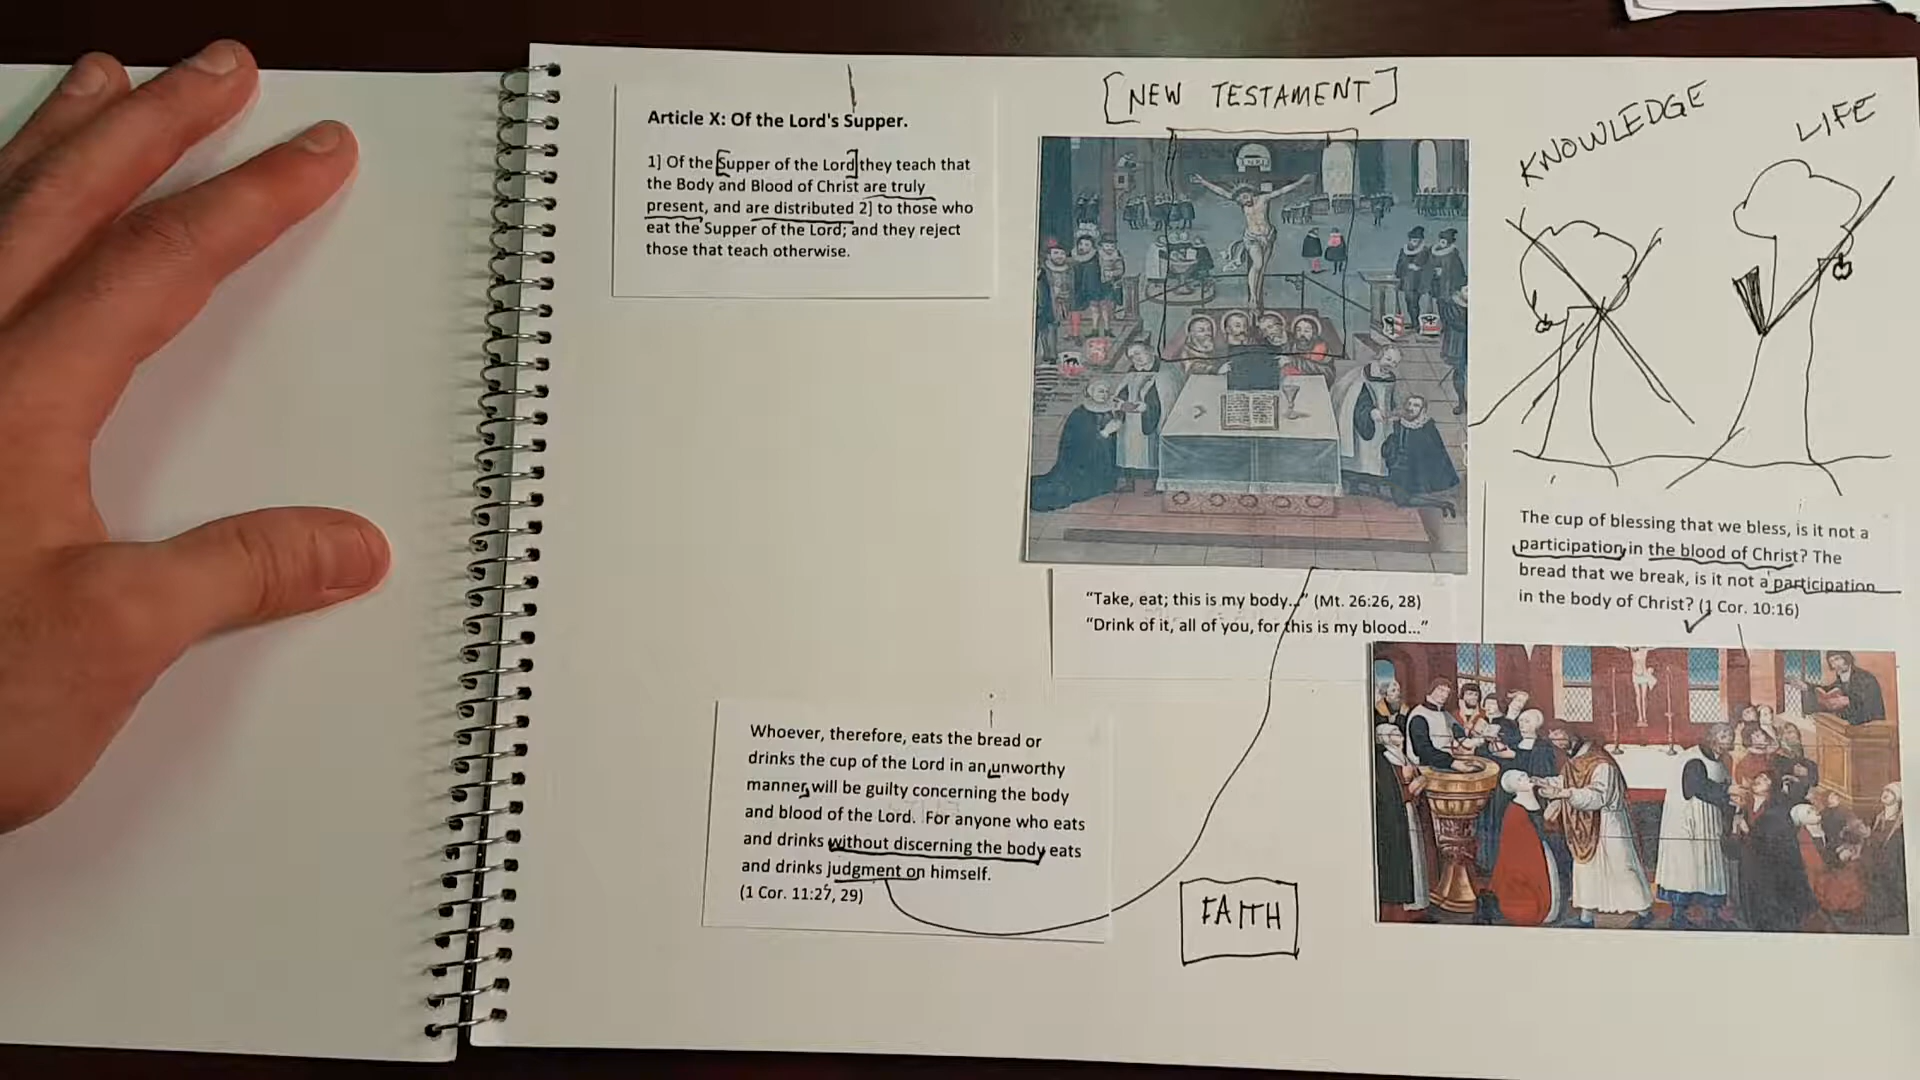 Article X: Of the Lord's Supper.
1] Of the [Supper of the Lord] they teach that
the Body and Blood of Christ are truly
present, and are distributed 2] to those who
eat the Supper of the Lord; and they reject
those that teach otherwise.
[NEW TESTAMENT]
KNOWLEDGE
LIFE
"Take, eat; this is my body..." (Mt. 26:26, 28)
"Drink of it, all of you, for this is my blood..."
The cup of blessing that we bless, is it not a
participation in the blood of Christ? The
bread that we break, is it not a participation
in the body of Christ? (1 Cor. 10:16)
Whoever, therefore, eats the bread or
drinks the cup of the Lord in an unworthy
manner, will be guilty concerning the body
and blood of the Lord. For anyone who eats
and drinks without discerning the body eats
and drinks judgment on himself.
(1 Cor. 11:27, 29)
FAITH